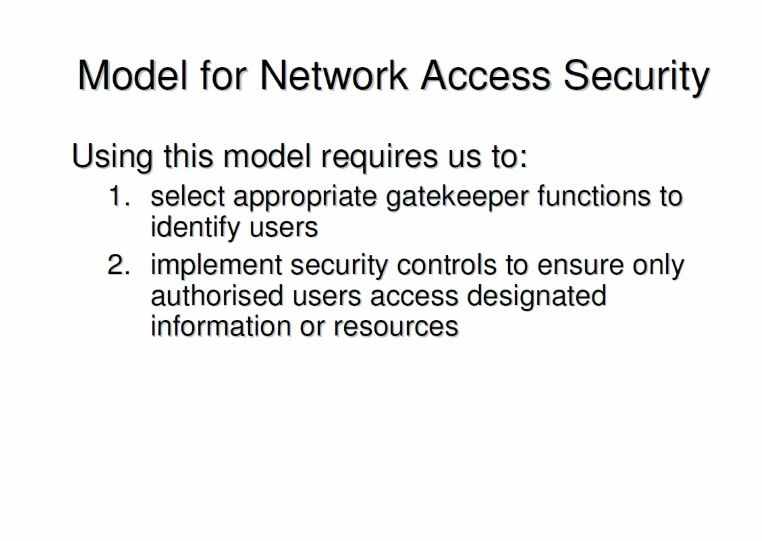 Model for Network Access Security
Using this model requires us to:
1. select appropriate gatekeeper functions to
identify users
2. implement security controls to ensure only
authorised users access designated
information or resources